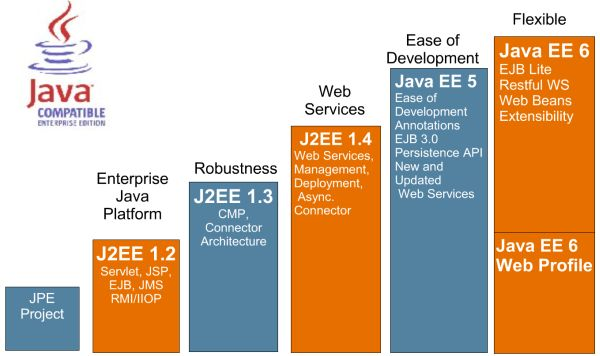 Java
COMPATIBLE
ENTERPRISE EDITION
JPE
Project
Enterprise
Java
Platform
J2EE 1.2
Servlet, JSP,
EJB, JMS
RMI/IIOP
Robustness
J2EE 1.3
CMP,
Connector
Architecture
Web
Services
J2EE 1.4
Web Services,
Management,
Deployment,
Async.
Connector
Ease of
Development
Java EE 5
Ease of
Development
Annotations
EJB 3.0
Persistence API
New and
Updated
Web Services
Flexible
Java EE 6
EJB Lite
Restful WS
Web Beans
Extensibility
Java EE 6
Web Profile